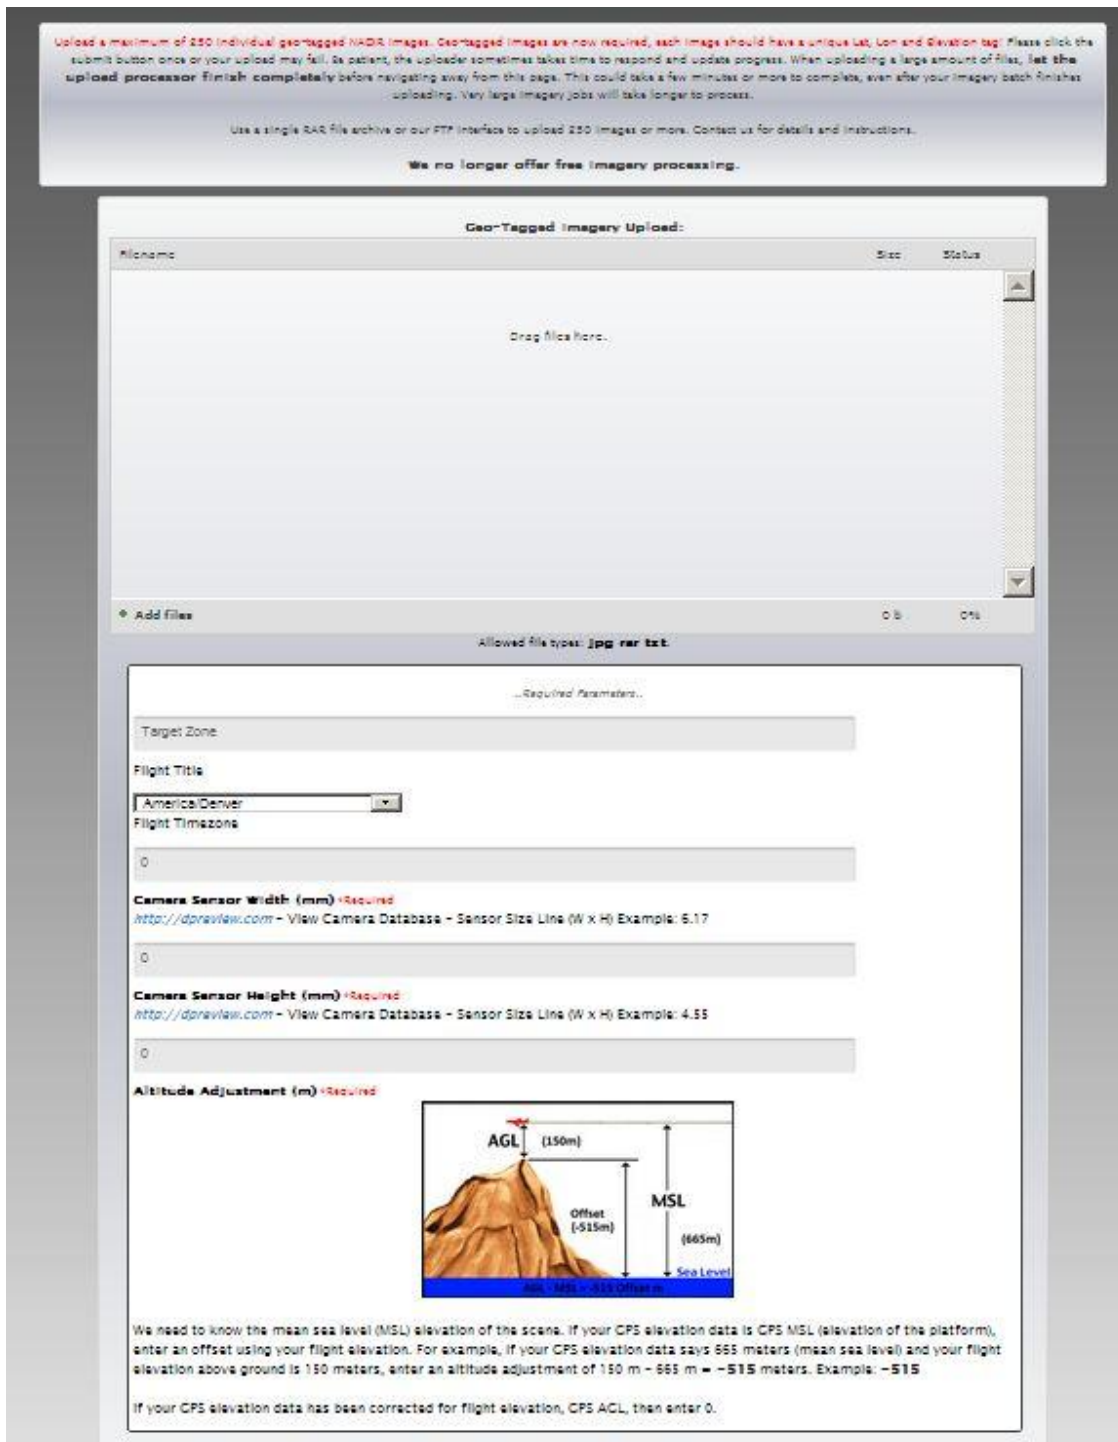 Upload a maximum of 250 individual geo-tagged NADIR images. Geo-tagged images are now required, each image should have a unique Lat, Lon and Elevation tag! Please click the
submit button once or your upload may fail. Be patient, the uploader sometimes takes time to respond and update progress. When uploading a large amount of files, let the
upload processor finish completely before navigating away from this page. This could take a few minutes or more to complete, even after your imagery batch finishes
uploading. Very large imagery jobs will take longer to process.
Use a single RAR file archive or our FTP interface to upload 250 images or more. Contact us for details and instructions.
We no longer offer free imagery processing.
Geo-Tagged Imagery Upload:
Filename Size Status
Drag files here.
Add files 0 b 0%
Allowed file types: jpg rar txt.
..Required Parameters..
Target Zone
Flight Title
America/Denver
Flight Timezone
0
Camera Sensor Width (mm) *Required
http://dpreview.com - View Camera Database - Sensor Size Line (W x H) Example: 6.17
0
Camera Sensor Height (mm) *Required
http://dpreview.com - View Camera Database - Sensor Size Line (W x H) Example: 4.55
0
Altitude Adjustment (m) *Required
AGL (150m)
MSL
Offset
(-515m)
(665m)
Sea Level
AGL - MSL = -515 Offset m
We need to know the mean sea level (MSL) elevation of the scene. If your GPS elevation data is GPS MSL (elevation of the platform),
enter an offset using your flight elevation. For example, if your GPS elevation data says 665 meters (mean sea level) and your flight
elevation above ground is 150 meters, enter an altitude adjustment of 150 m - 665 m = -515 meters. Example: -515
If your GPS elevation data has been corrected for flight elevation, GPS AGL, then enter 0.